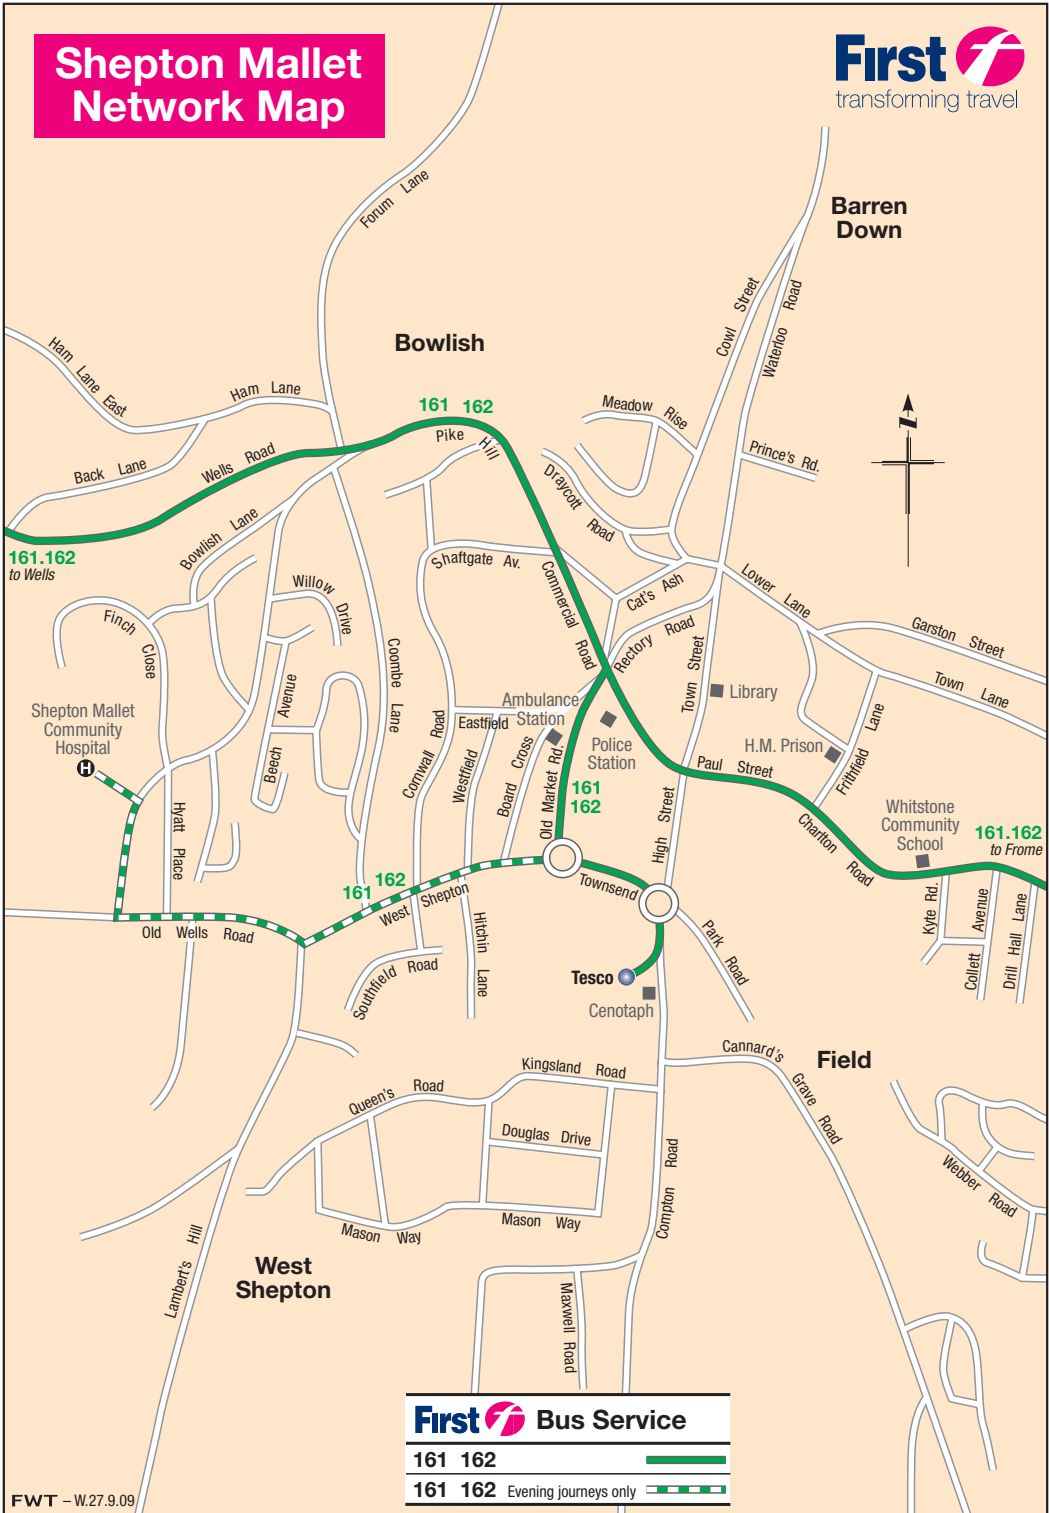 Shepton Mallet
Network Map
First
transforming travel
Barren
Down
Forum Lane
Cowl Street
Waterloo Road
Bowlish
Ham Lane East
Ham Lane
161 162
Pike Hill
Meadow Rise
Prince's Rd.
N
Back Lane
Wells Road
Draycott Road
161.162
to Wells
Bowlish Lane
Shaftgate Av.
Commercial Road
Cat's Ash
Lower Lane
Willow Drive
Finch Close
Garston Street
Rectory Road
Coombe Lane
Town Street
Town Lane
Beech Avenue
Library
Shepton Mallet
Community
Hospital
H
Ambulance
Station
Eastfield
Cornwall Road
Westfield
Board Cross
Old Market Rd.
Police
Station
H.M. Prison
Frithfield Lane
Paul Street
161
162
Hyatt Place
High Street
Charlton Road
Whitstone
Community
School
161.162
to Frome
161 162
West Shepton
Townsend
Old Wells Road
Hitchin Lane
Southfield Road
Park Road
Kyte Rd.
Collett Avenue
Drill Hall Lane
Tesco
Cenotaph
Field
Cannard's Grave Road
Kingsland Road
Queen's Road
Douglas Drive
Compton Road
Webber Road
Mason Way
Mason Way
Lambert's Hill
West
Shepton
Maxwell Road
First Bus Service
161 162
161 162 Evening journeys only
FWT – W.27.9.09